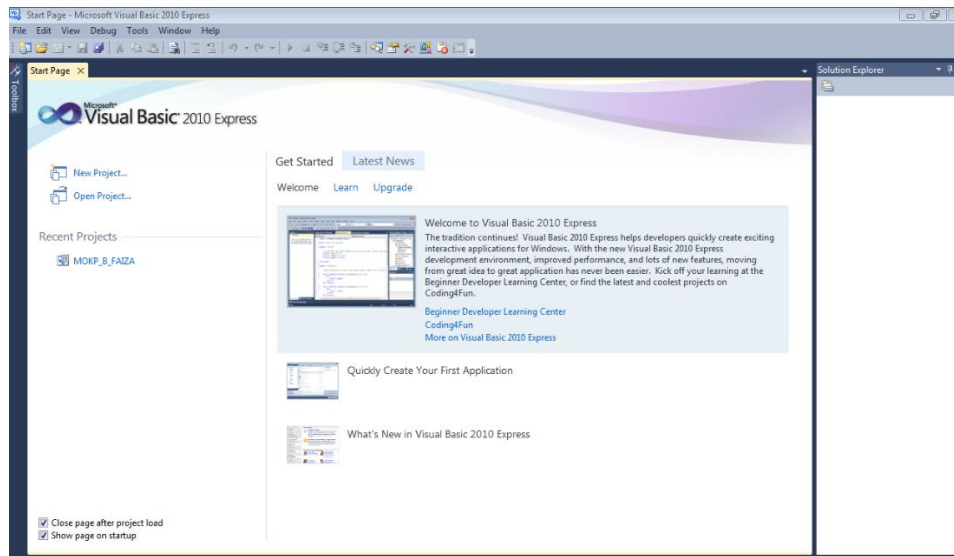 Start Page - Microsoft Visual Basic 2010 Express
File Edit View Debug Tools Window Help
Toolbox
Start Page
Solution Explorer
Microsoft
Visual Basic 2010 Express
New Project...
Open Project...
Recent Projects
MOKP_B_FAIZA
Get Started Latest News
Welcome Learn Upgrade
Welcome to Visual Basic 2010 Express
The tradition continues! Visual Basic 2010 Express helps developers quickly create exciting
interactive applications for Windows. With the new Visual Basic 2010 Express
development environment, improved performance, and lots of new features, moving
from great idea to great application has never been easier. Kick off your learning at the
Beginner Developer Learning Center, or find the latest and coolest projects on
Coding4Fun.
Beginner Developer Learning Center
Coding4Fun
More on Visual Basic 2010 Express
Quickly Create Your First Application
What's New in Visual Basic 2010 Express
Close page after project load
Show page on startup